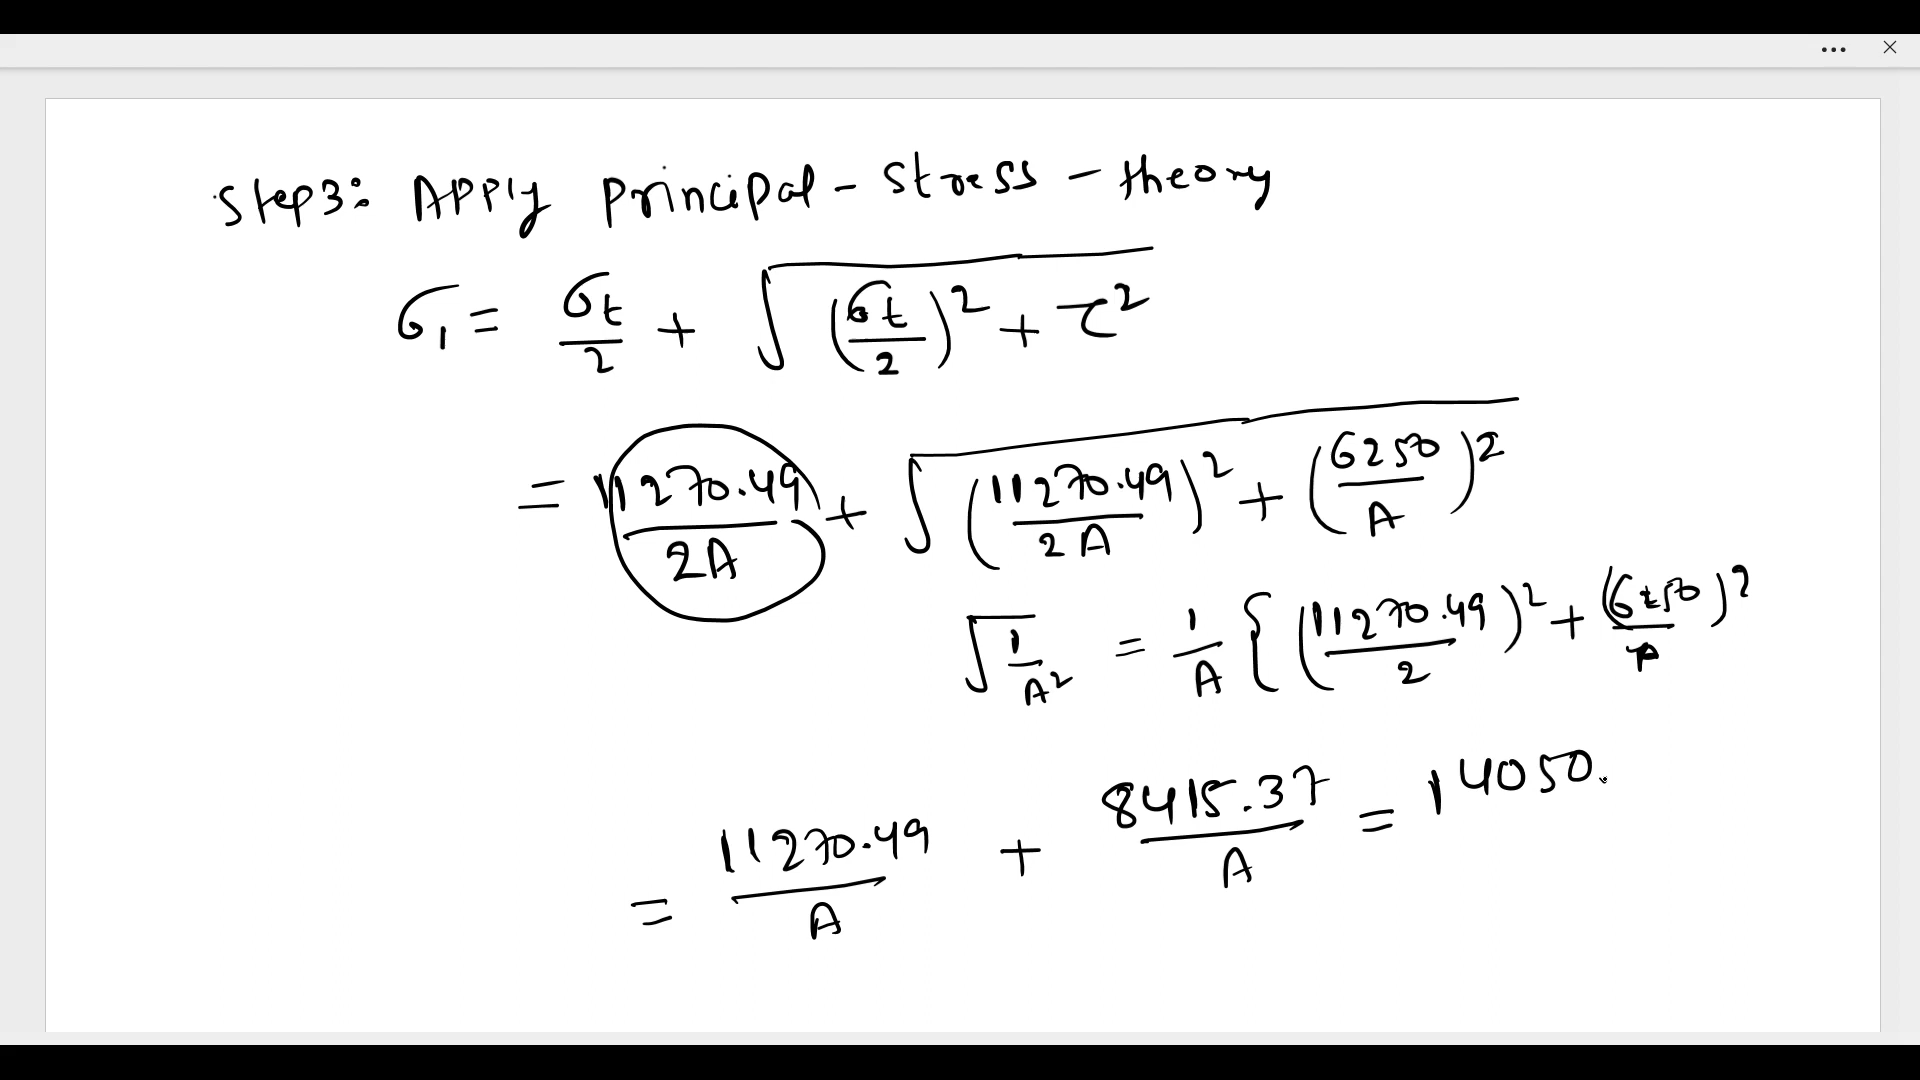 Step3: Apply principal - stress - theory
σ₁ = σt/2 + √((σt/2)² + τ²)
= 11270.49/2A + √((11270.49/2A)² + (6250/A)²)
√(1/A²) = 1/A {(11270.49/2)² + (6250/A)²
= 11270.49/A + 8415.37/A = 14050.